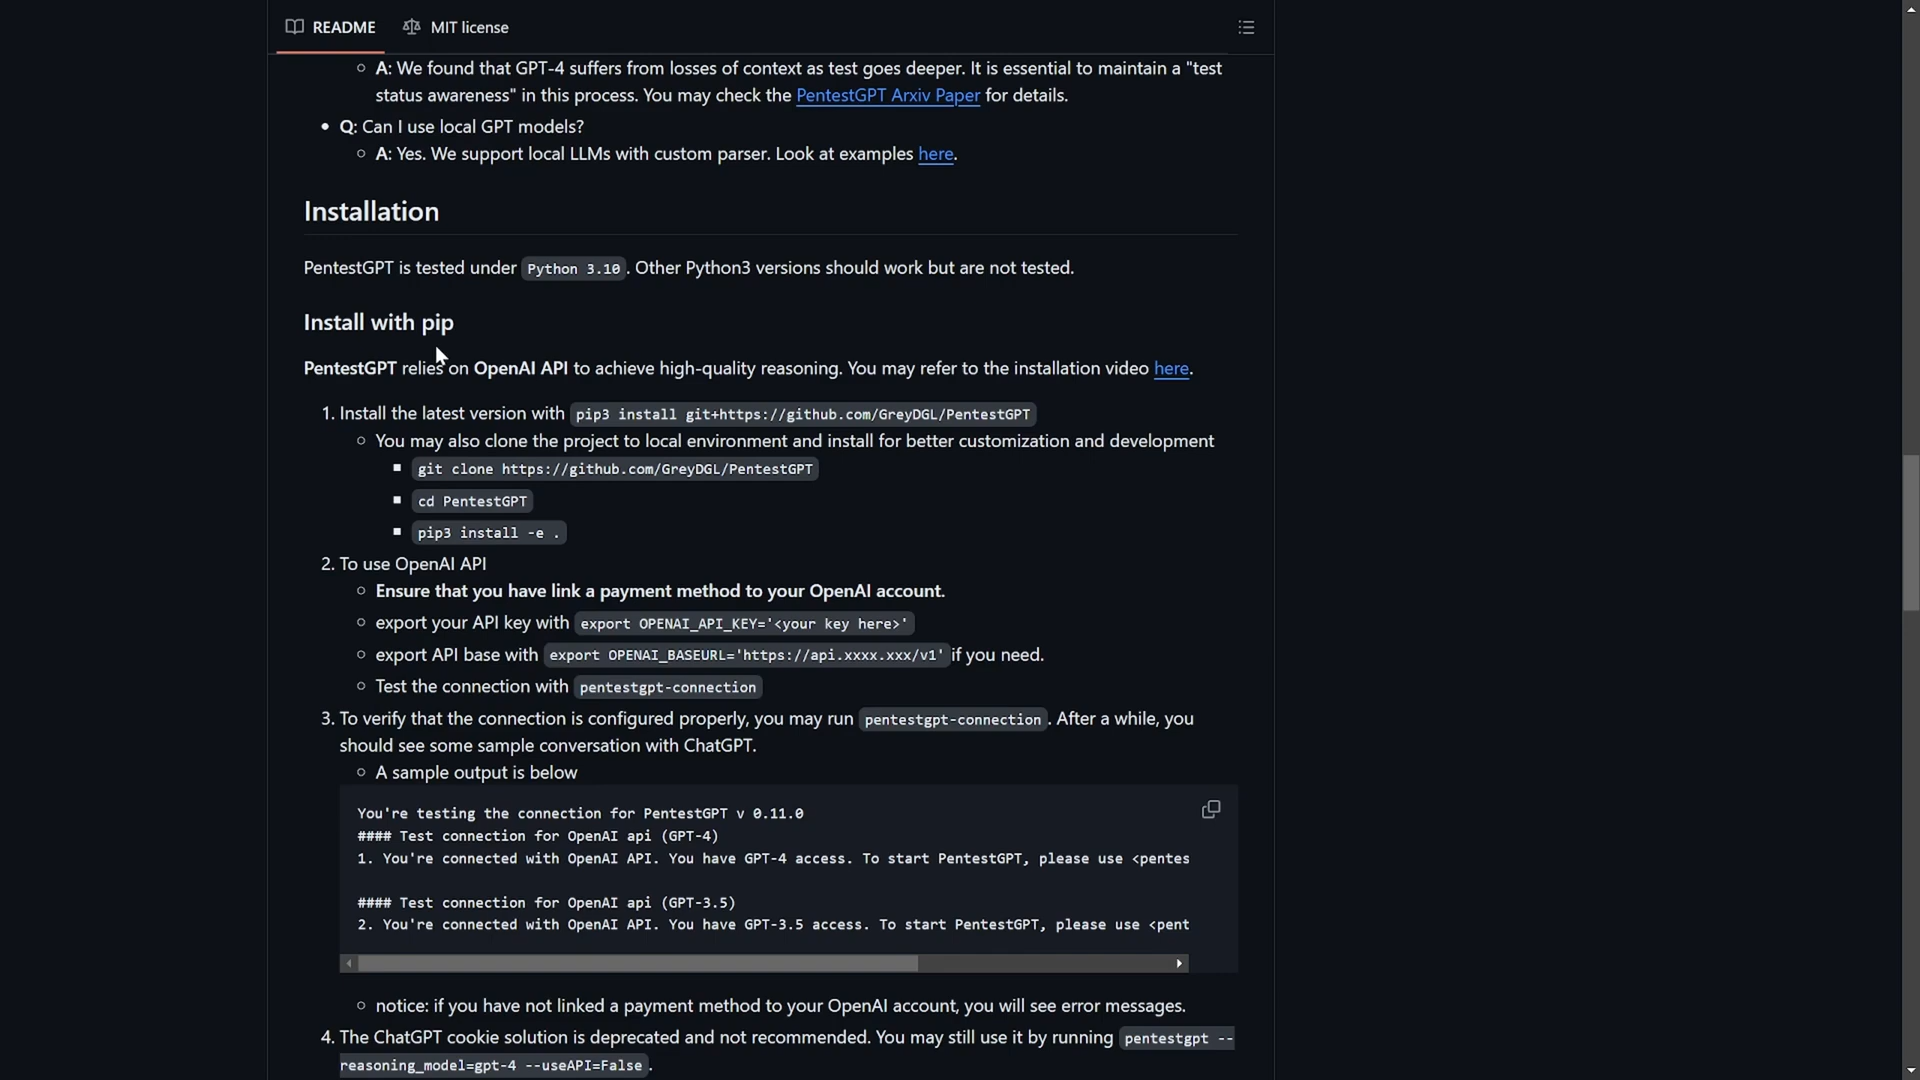 README MIT license
A: We found that GPT-4 suffers from losses of context as test goes deeper. It is essential to maintain a "test
status awareness" in this process. You may check the PentestGPT Arxiv Paper for details.
Q: Can I use local GPT models?
A: Yes. We support local LLMs with custom parser. Look at examples here.
Installation
PentestGPT is tested under Python 3.10. Other Python3 versions should work but are not tested.
Install with pip
PentestGPT relies on OpenAI API to achieve high-quality reasoning. You may refer to the installation video here.
1. Install the latest version with pip3 install git+https://github.com/GreyDGL/PentestGPT
You may also clone the project to local environment and install for better customization and development
git clone https://github.com/GreyDGL/PentestGPT
cd PentestGPT
pip3 install -e .
2. To use OpenAI API
Ensure that you have link a payment method to your OpenAI account.
export your API key with export OPENAI_API_KEY='<your key here>'
export API base with export OPENAI_BASEURL='https://api.xxxx.xxx/v1' if you need.
Test the connection with pentestgpt-connection
3. To verify that the connection is configured properly, you may run pentestgpt-connection. After a while, you
should see some sample conversation with ChatGPT.
A sample output is below
You're testing the connection for PentestGPT v 0.11.0
#### Test connection for OpenAI api (GPT-4)
1. You're connected with OpenAI API. You have GPT-4 access. To start PentestGPT, please use <pentes
#### Test connection for OpenAI api (GPT-3.5)
2. You're connected with OpenAI API. You have GPT-3.5 access. To start PentestGPT, please use <pent
notice: if you have not linked a payment method to your OpenAI account, you will see error messages.
4. The ChatGPT cookie solution is deprecated and not recommended. You may still use it by running pentestgpt --
reasoning_model=gpt-4 --useAPI=False.